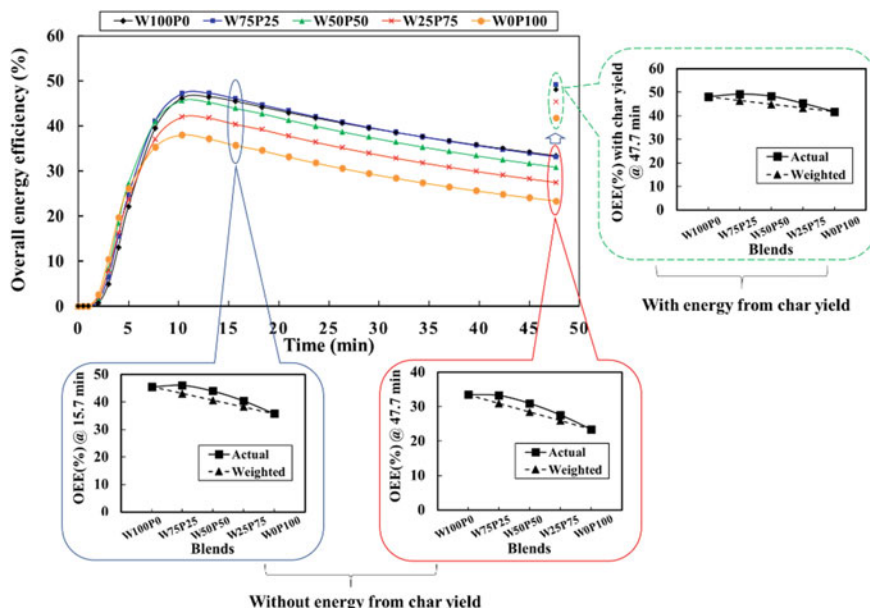 W100P0 W75P25 W50P50 W25P75 W0P100
Overall energy efficiency (%)
60
50
40
30
20
10
0
0 5 10 15 20 25 30 35 40 45 50
Time (min)
OEE(%) with char yield
@ 47.7 min
60
50
40
30
20
10
0
Actual
Weighted
W100P0 W75P25 W50P50 W25P75 W0P100
Blends
With energy from char yield
OEE(%) @ 15.7 min
50
40
30
20
10
0
Actual
Weighted
W100P0 W75P25 W50P50 W25P75 W0P100
Blends
OEE(%) @ 47.7 min
40
30
20
10
0
Actual
Weighted
W100P0 W75P25 W50P50 W25P75 W0P100
Blends
Without energy from char yield